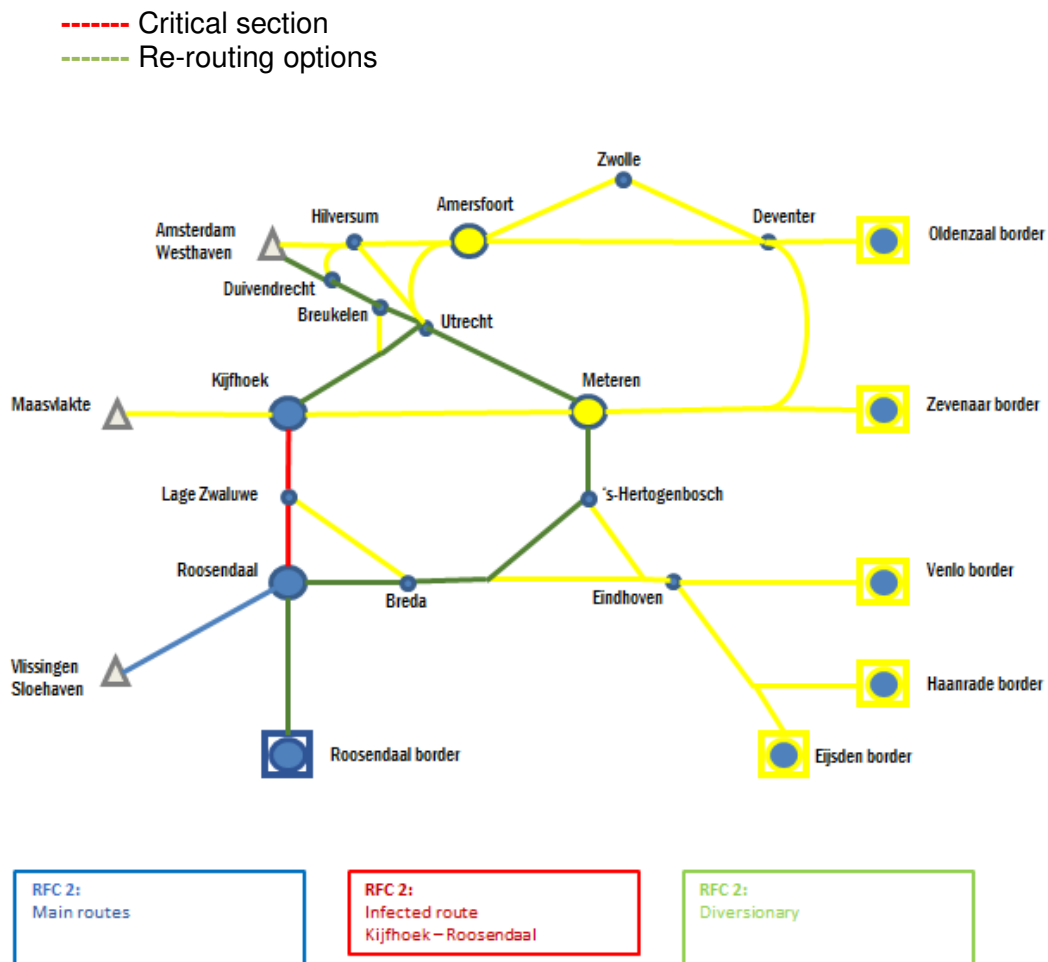 Critical section
Re-routing options
Zwolle
Amersfoort
Hilversum
Deventer
Amsterdam
Westhaven
Oldenzaal border
Duivendrecht
Breukelen
Utrecht
Kijfhoek
Meteren
Maasvlakte
Zevenaar border
Lage Zwaluwe
's-Hertogenbosch
Roosendaal
Breda
Eindhoven
Venlo border
Vlissingen
Sloehaven
Haanrade border
Roosendaal border
Eijsden border
RFC 2:
Main routes
RFC 2:
Infected route
Kijfhoek – Roosendaal
RFC 2:
Diversionary